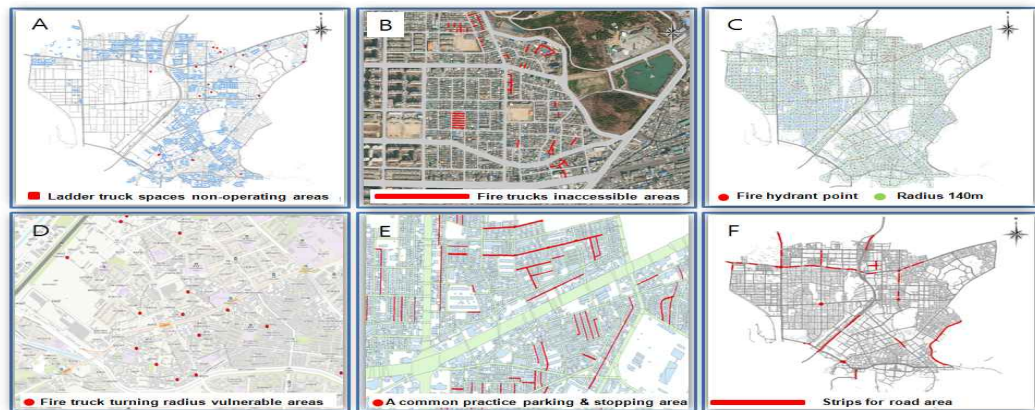 A
Ladder truck spaces non-operating areas
B
Fire trucks inaccessible areas
C
Fire hydrant point Radius 140m
D
Fire truck turning radius vulnerable areas
E
A common practice parking & stopping area
F
Strips for road area